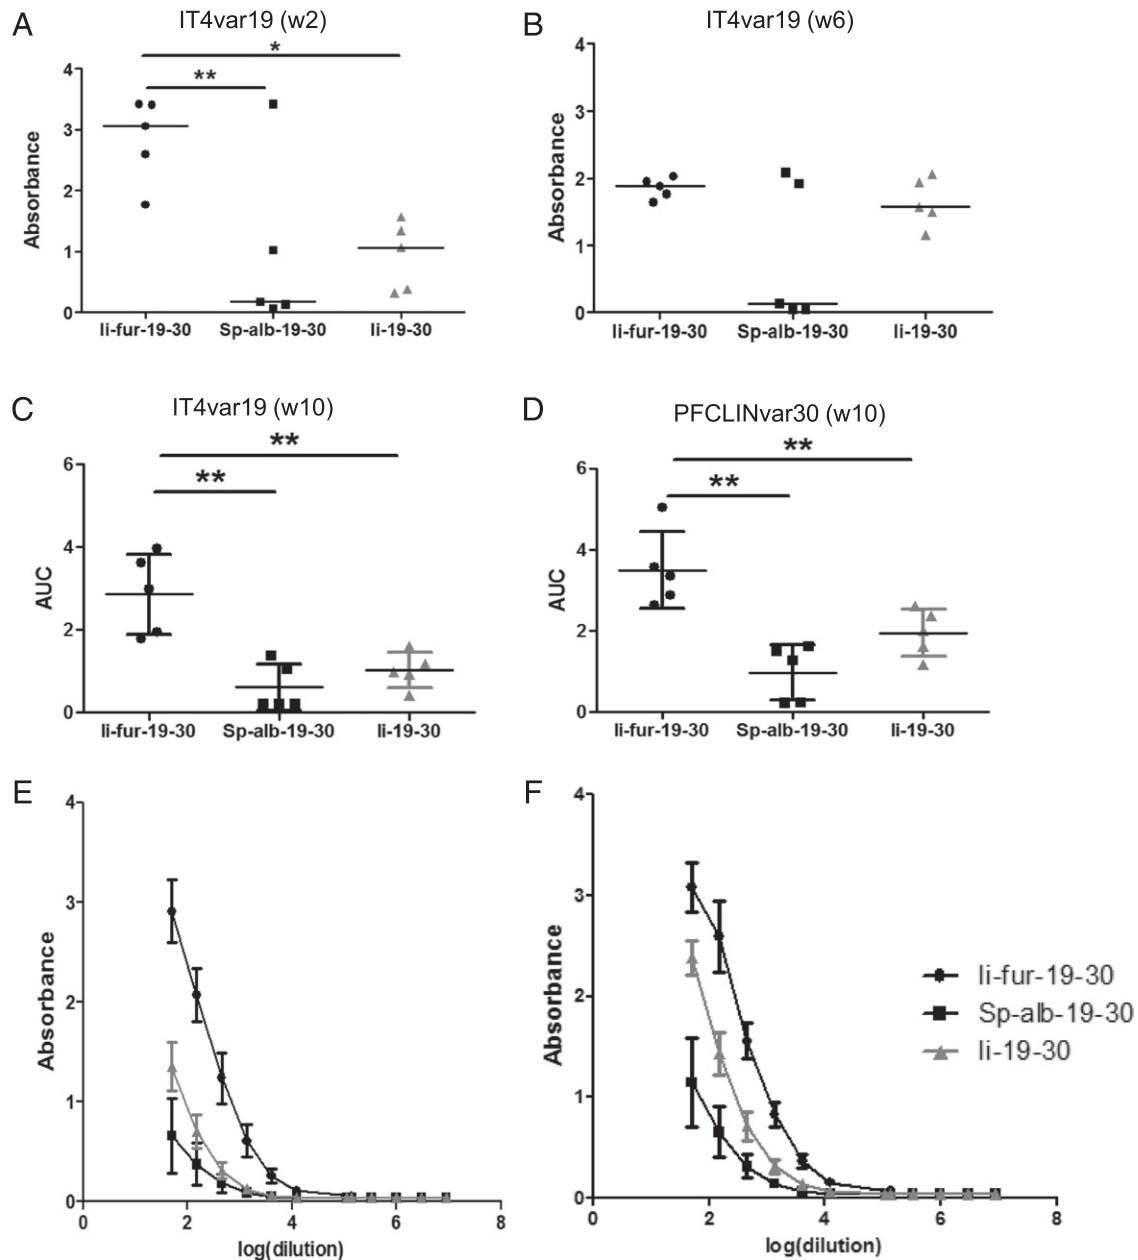 A
IT4var19 (w2)
*
**
Absorbance
4
3
2
1
0
Ii-fur-19-30
Sp-alb-19-30
Ii-19-30
B
IT4var19 (w6)
Absorbance
4
3
2
1
0
Ii-fur-19-30
Sp-alb-19-30
Ii-19-30
C
IT4var19 (w10)
**
**
AUC
6
4
2
0
Ii-fur-19-30
Sp-alb-19-30
Ii-19-30
D
PFCLINvar30 (w10)
**
**
AUC
6
4
2
0
Ii-fur-19-30
Sp-alb-19-30
Ii-19-30
E
Absorbance
4
3
2
1
0
0 2 4 6 8
log(dilution)
F
Absorbance
4
3
2
1
0
0 2 4 6 8
log(dilution)
Ii-fur-19-30
Sp-alb-19-30
Ii-19-30